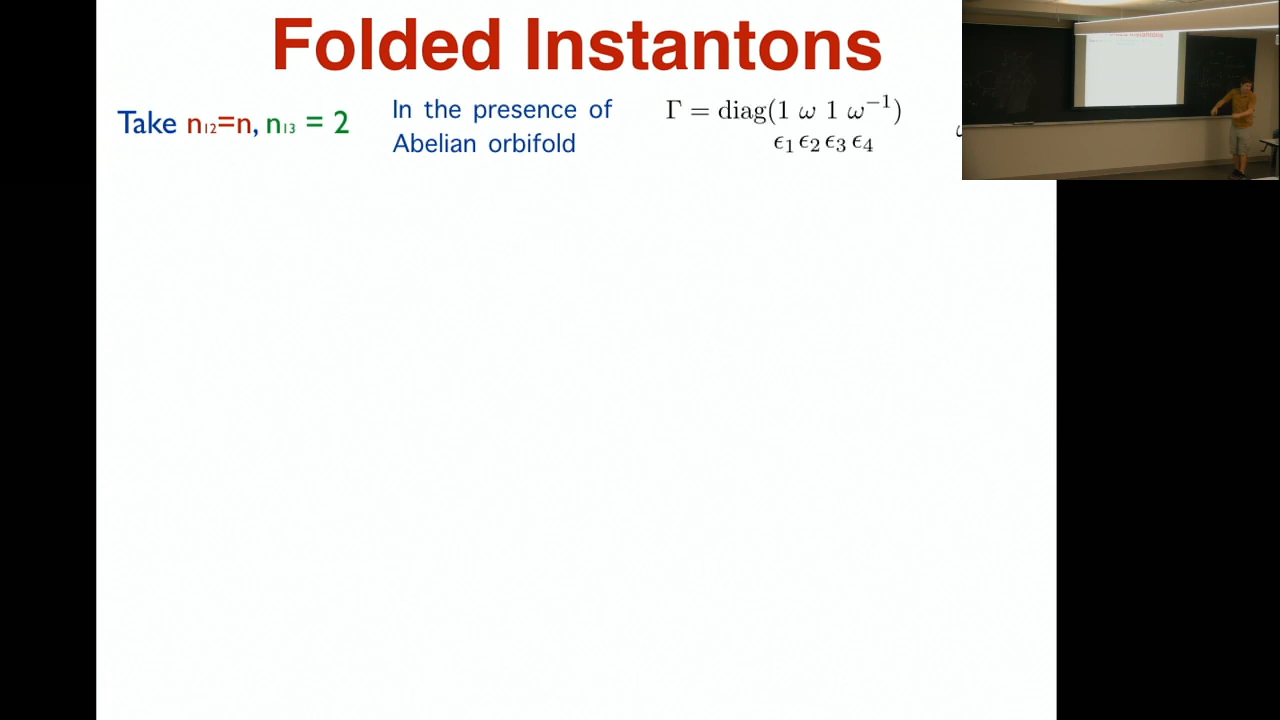 Folded Instantons
Take n₁₂=n, n₁₃ = 2
In the presence of
Abelian orbifold
Γ = diag(1 ω 1 ω⁻¹)
ϵ₁ ϵ₂ ϵ₃ ϵ₄